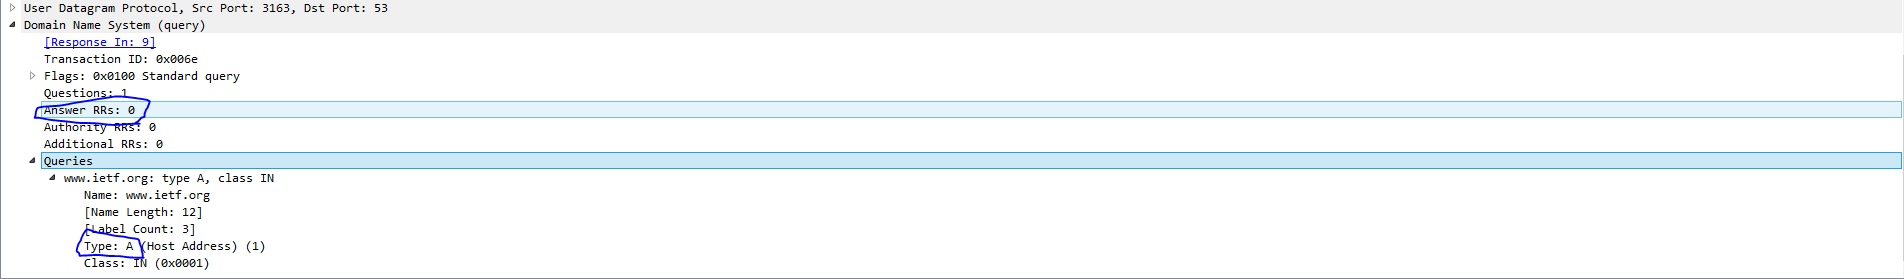 User Datagram Protocol, Src Port: 3163, Dst Port: 53
Domain Name System (query)
[Response In: 9]
Transaction ID: 0x006e
Flags: 0x0100 Standard query
Questions: 1
Answer RRs: 0
Authority RRs: 0
Additional RRs: 0
Queries
www.ietf.org: type A, class IN
Name: www.ietf.org
[Name Length: 12]
[Label Count: 3]
Type: A (Host Address) (1)
Class: IN (0x0001)